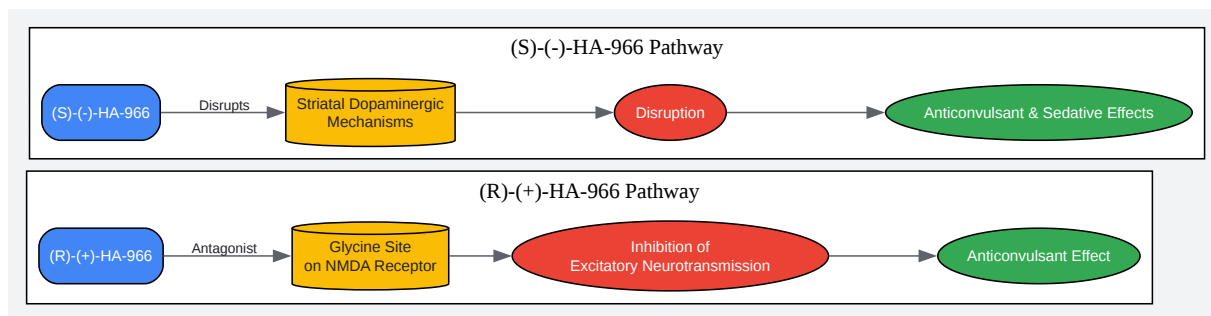 (S)-(-)-HA-966 Pathway
(S)-(-)-HA-966
Disrupts
Striatal Dopaminergic
Mechanisms
Disruption
Anticonvulsant & Sedative Effects
(R)-(+)-HA-966 Pathway
(R)-(+)-HA-966
Antagonist
Glycine Site
on NMDA Receptor
Inhibition of
Excitatory Neurotransmission
Anticonvulsant Effect